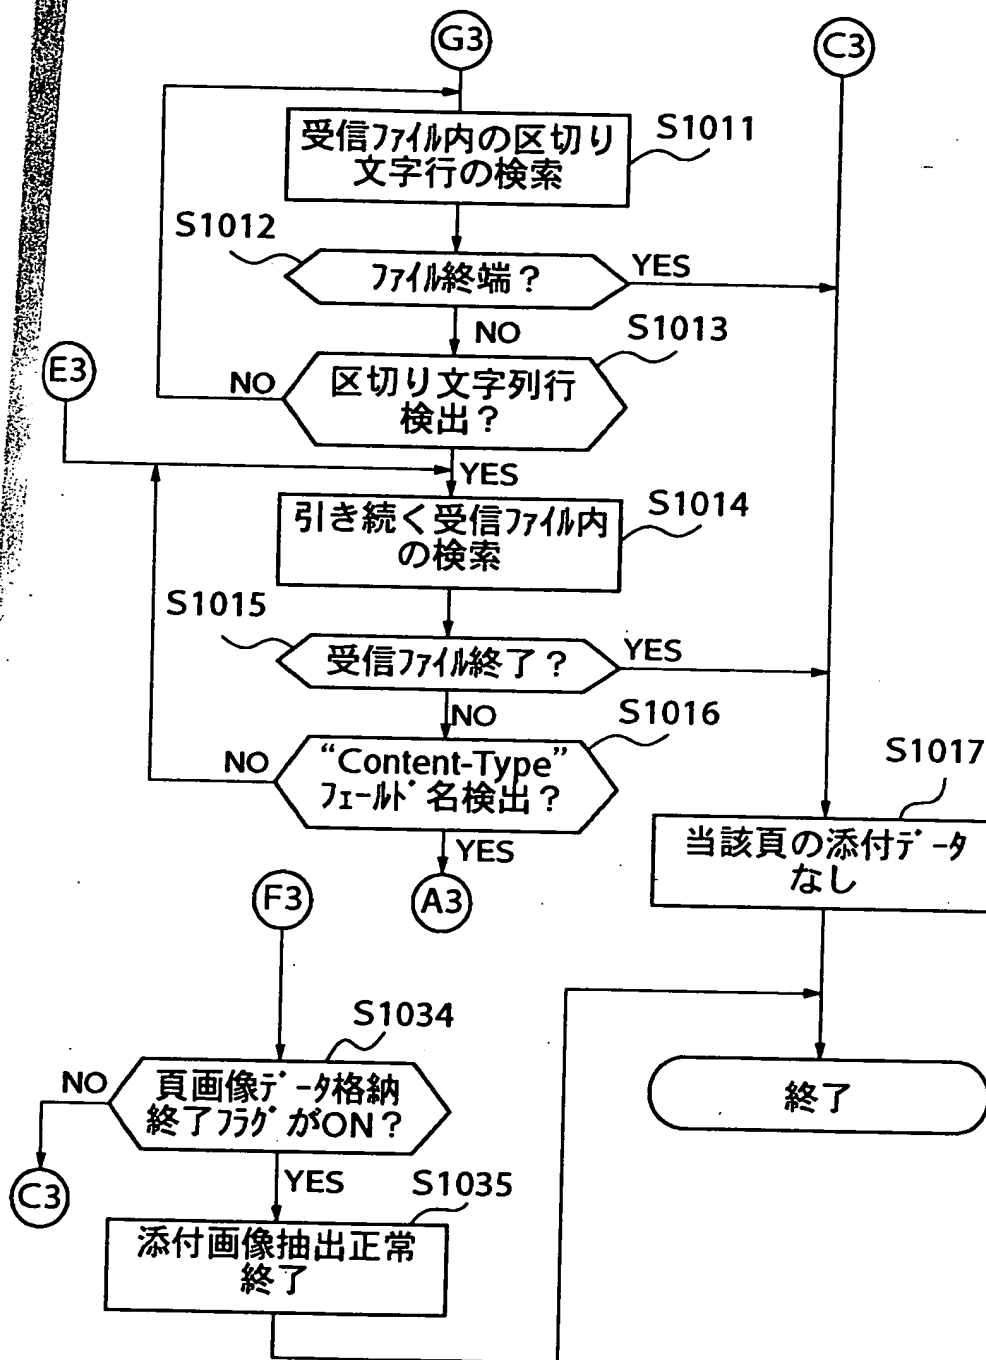 G3
C3
受信ファイル内の区切り
文字行の検索
S1011
S1012
ファイル終端？
YES
NO
S1013
E3
NO
区切り文字列行
検出？
YES
引き続く受信ファイル内
の検索
S1014
S1015
受信ファイル終了？
YES
NO
S1016
NO
“Content-Type”
フィールド名検出？
YES
A3
S1017
当該頁の添付データ
なし
F3
S1034
NO
頁画像データ格納
終了フラグがON？
C3
YES
S1035
添付画像抽出正常
終了
終了